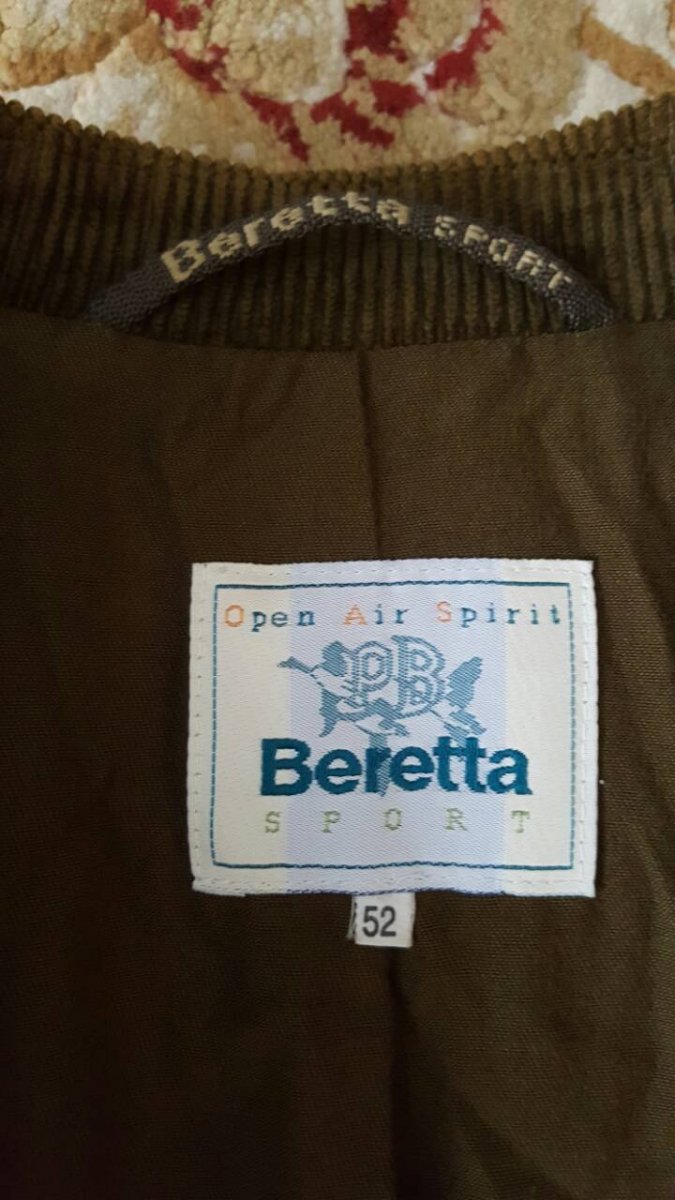 Beretta SPORT
Open Air Spirit
PB
Beretta
SPORT
52